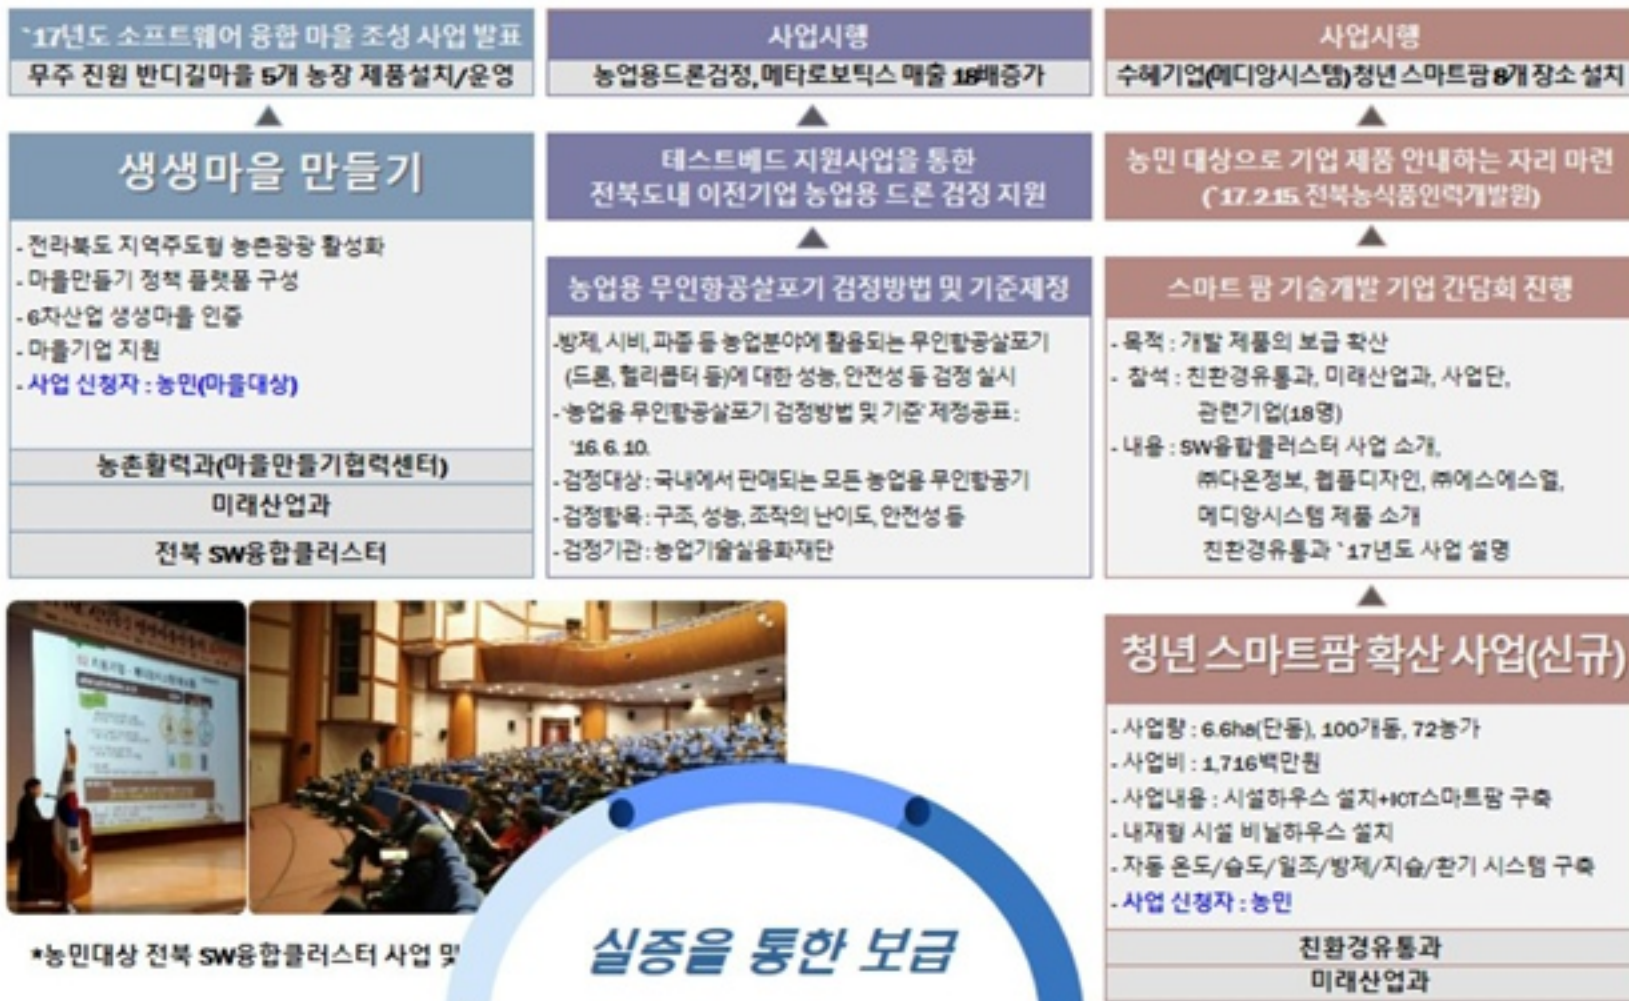 `17년도 소프트웨어 융합 마을 조성 사업 발표
무주 진원 반디길마을 5개 농장 제품설치/운영
생생마을 만들기
- 전라북도 지역주도형 농촌관광 활성화
- 마을만들기 정책 플랫폼 구성
- 6차산업 생생마을 인증
- 마을기업 지원
- 사업 신청자 : 농민(마을대상)
농촌활력과(마을만들기협력센터)
미래산업과
전북 SW융합클러스터
사업시행
농업용드론검정, 메타로보틱스 매출 18배증가
테스트베드 지원사업을 통한
전북도내 이전기업 농업용 드론 검정 지원
농업용 무인항공살포기 검정방법 및 기준제정
-방제, 시비, 파종 등 농업분야에 활용되는 무인항공살포기
(드론, 헬리콥터 등)에 대한 성능, 안전성 등 검정 실시
-'농업용 무인항공살포기 검정방법 및 기준' 제정공표 :
'16. 6. 10.
-검정대상 : 국내에서 판매되는 모든 농업용 무인항공기
-검정항목 : 구조, 성능, 조작의 난이도, 안전성 등
-검정기관 : 농업기술실용화재단
사업시행
수혜기업(메디앙시스템)청년 스마트팜 8개 장소 설치
농민 대상으로 기업 제품 안내하는 자리 마련
(`17. 2.15. 전북농식품인력개발원)
스마트 팜 기술개발 기업 간담회 진행
- 목적 : 개발 제품의 보급 확산
- 참석 : 친환경유통과, 미래산업과, 사업단,
관련기업(18명)
- 내용 : SW융합클러스터 사업 소개,
㈜다온정보, 웹플디자인, ㈜에스에스엘,
메디앙시스템 제품 소개
친환경유통과 `17년도 사업 설명
청년 스마트팜 확산 사업(신규)
- 사업량 : 6.6ha(단동), 100개동, 72농가
- 사업비 : 1,716백만원
- 사업내용 : 시설하우스 설치+ICT스마트팜 구축
- 내재형 시설 비닐하우스 설치
- 자동 온도/습도/일조/방제/지습/환기 시스템 구축
- 사업 신청자 : 농민
친환경유통과
미래산업과
*농민대상 전북 SW융합클러스터 사업 및
실증을 통한 보급